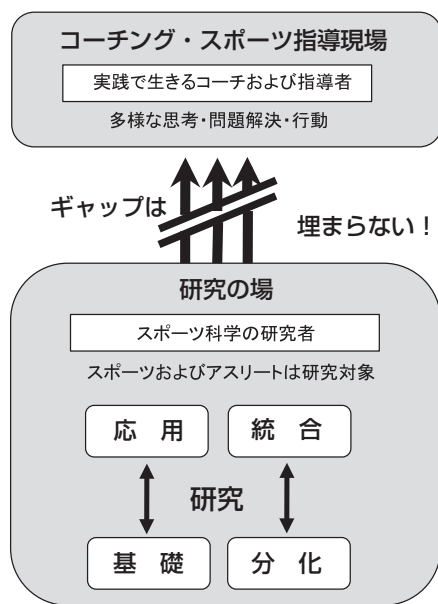 コーチング・スポーツ指導現場
実践で生きるコーチおよび指導者
多様な思考・問題解決・行動
ギャップは
埋まらない！
研究の場
スポーツ科学の研究者
スポーツおよびアスリートは研究対象
応 用
統 合
研究
基 礎
分 化